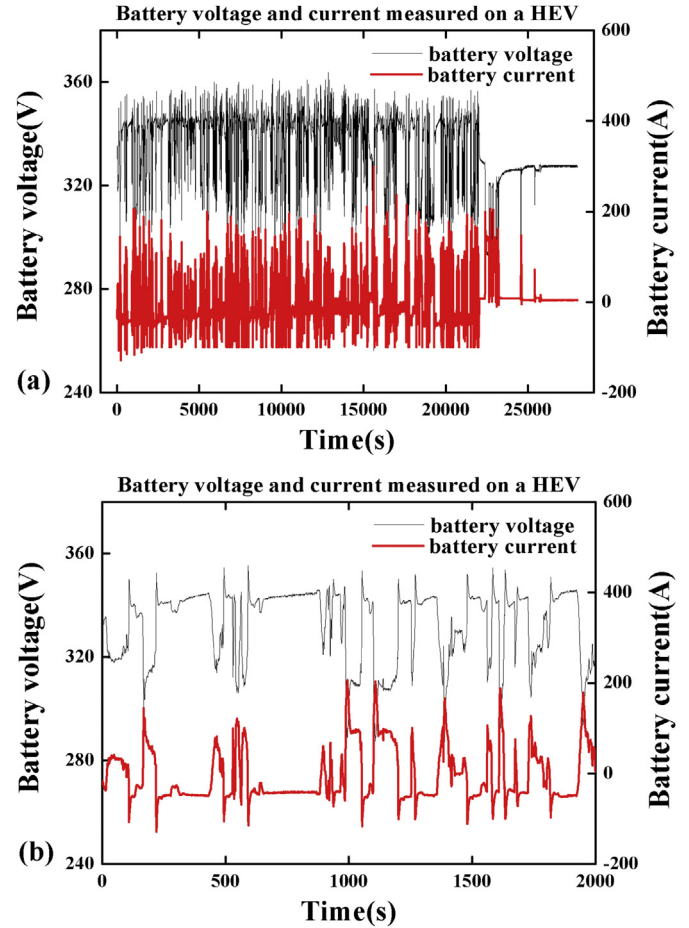 Battery voltage and current measured on a HEV
battery voltage
battery current
Battery voltage(V)
360
320
280
240
600
400
200
0
-200
Battery current(A)
0
5000
10000
15000
20000
25000
Time(s)
(a)
Battery voltage and current measured on a HEV
battery voltage
battery current
Battery voltage(V)
360
320
280
240
600
400
200
0
-200
Battery current(A)
0
500
1000
1500
2000
Time(s)
(b)